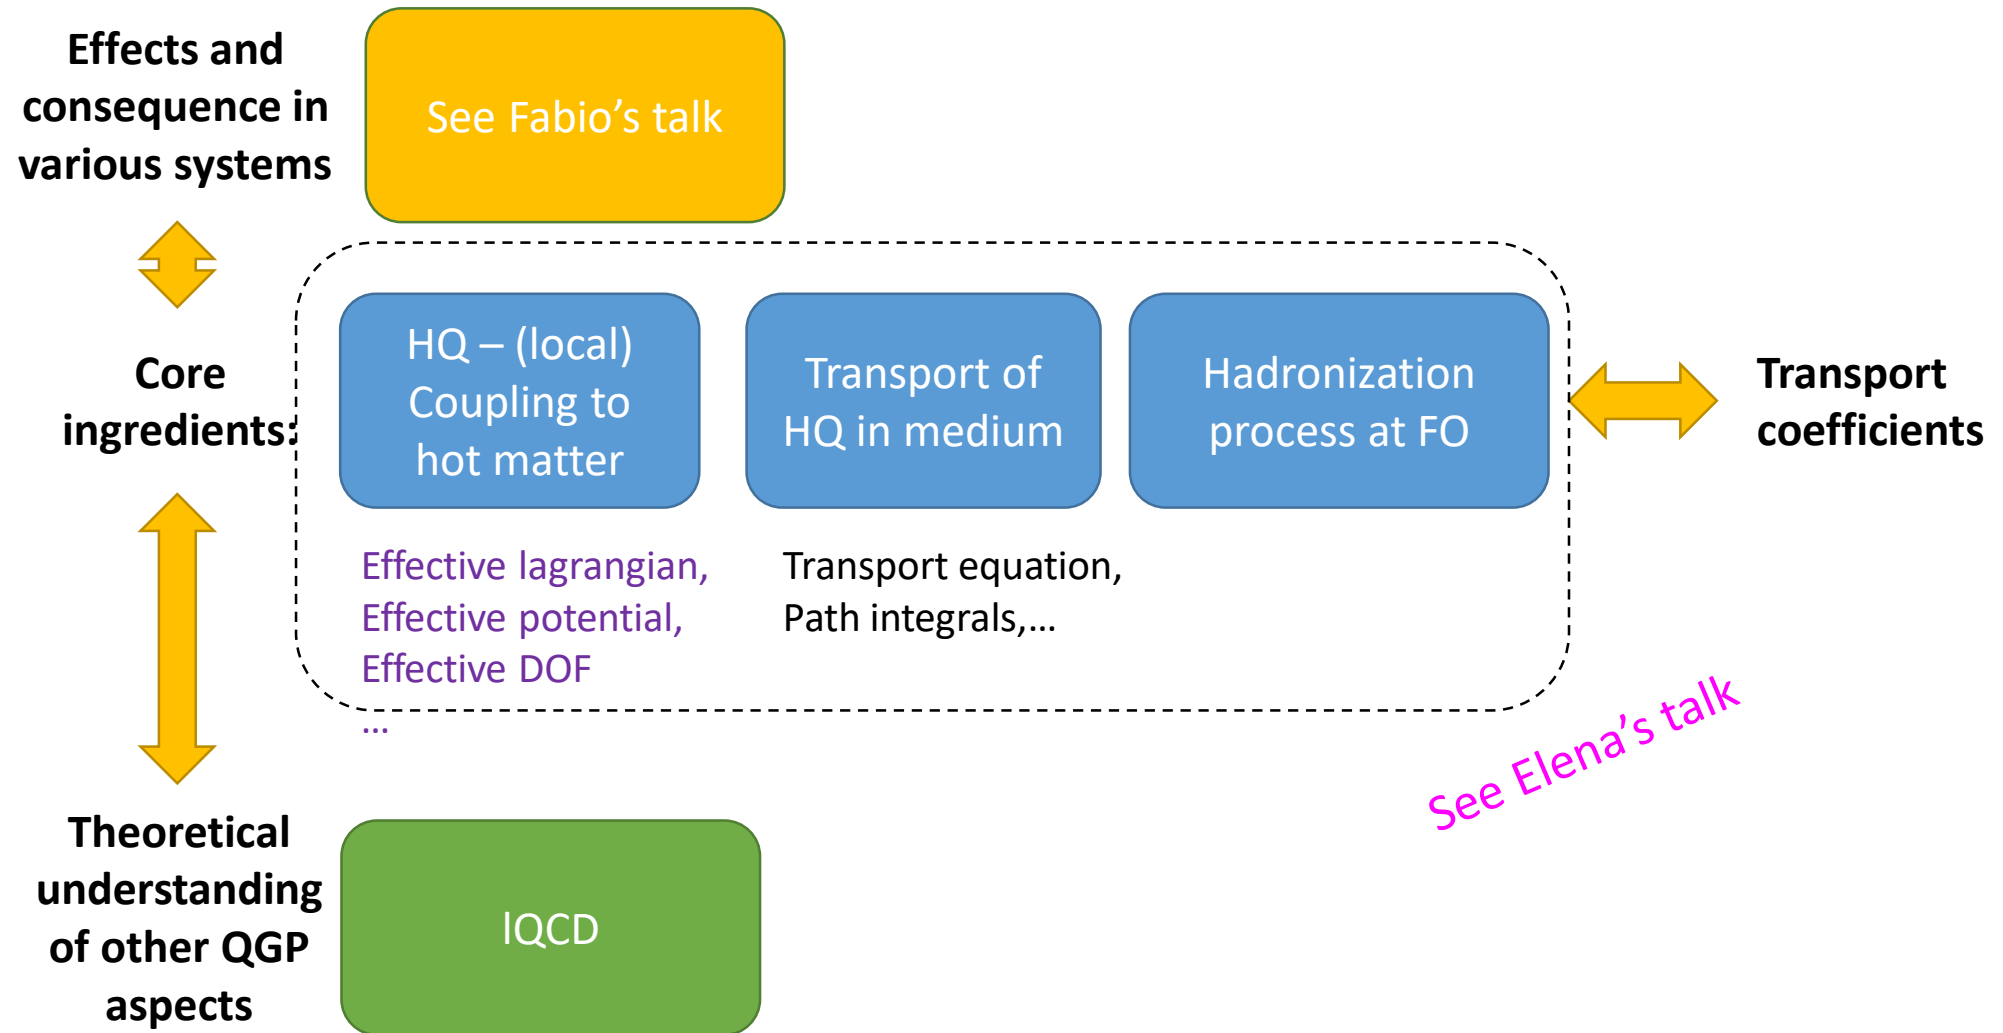 Effects and
consequence in
various systems
See Fabio’s talk
Core
ingredients:
HQ – (local)
Coupling to
hot matter
Transport of
HQ in medium
Hadronization
process at FO
Transport
coefficients
Effective lagrangian,
Effective potential,
Effective DOF
…
Transport equation,
Path integrals,…
See Elena’s talk
Theoretical
understanding
of other QGP
aspects
lQCD